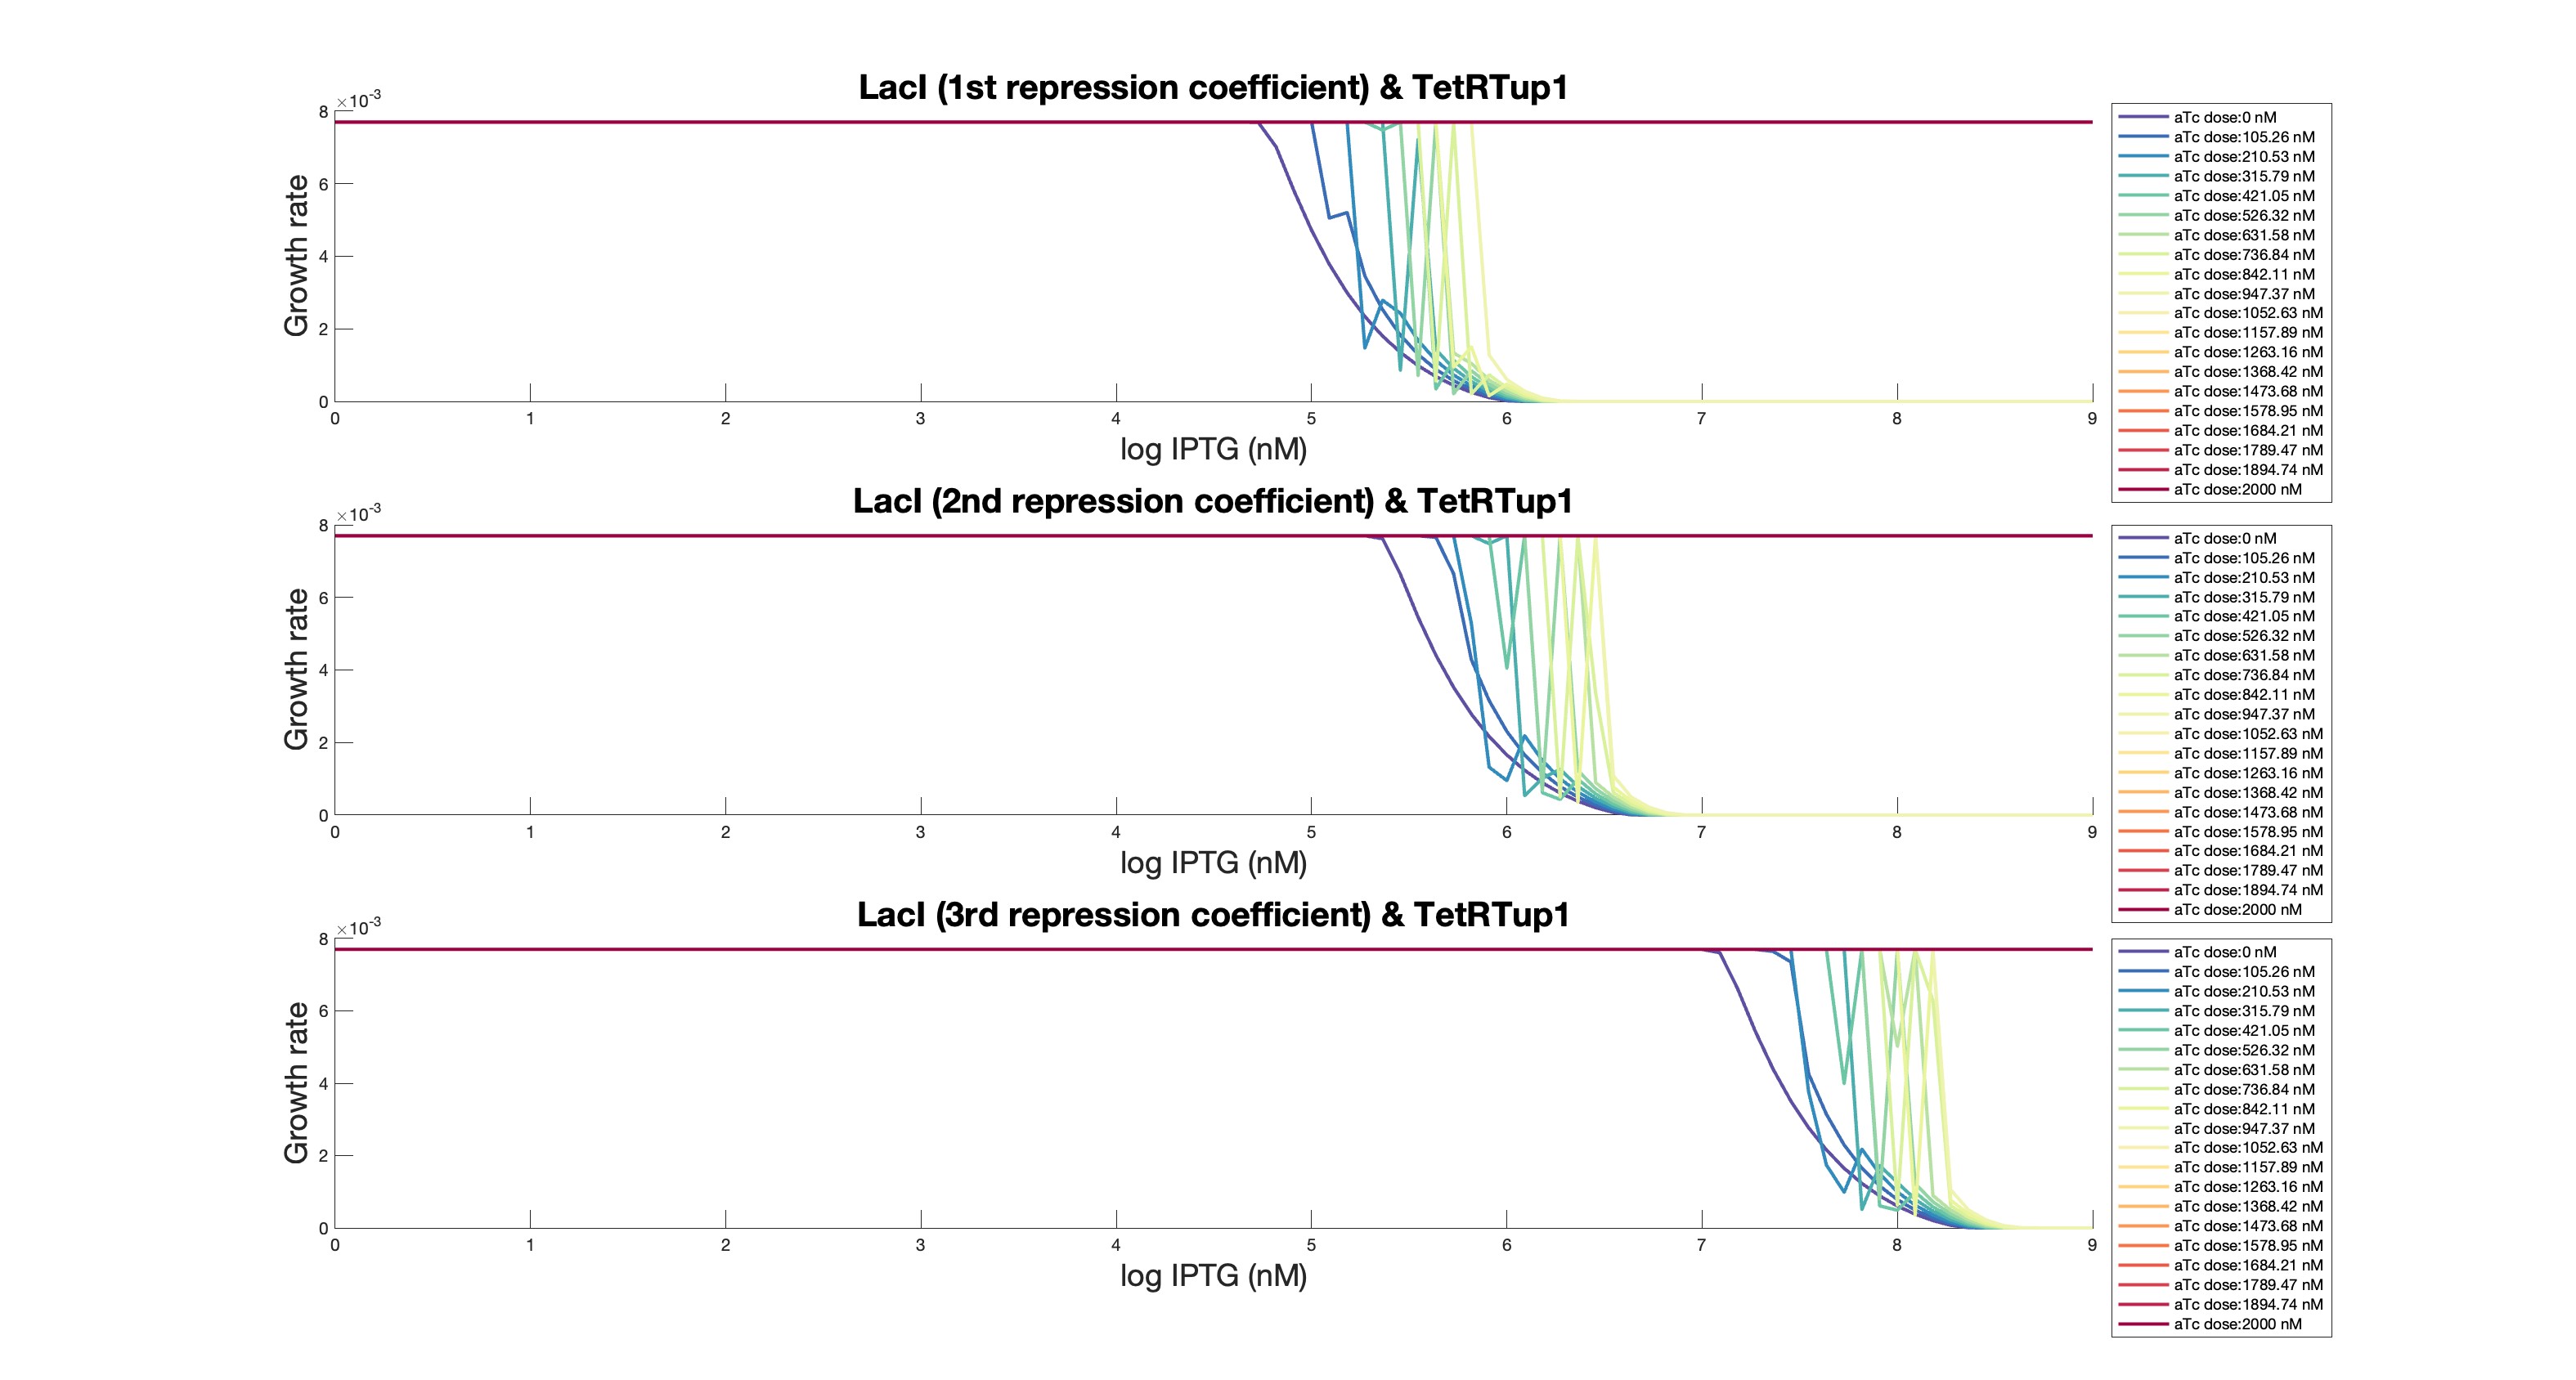 LacI (1st repression coefficient) & TetRTup1
×10-3
8
6
4
2
0
Growth rate
0 1 2 3 4 5 6 7 8 9
log IPTG (nM)
aTc dose:0 nM
aTc dose:105.26 nM
aTc dose:210.53 nM
aTc dose:315.79 nM
aTc dose:421.05 nM
aTc dose:526.32 nM
aTc dose:631.58 nM
aTc dose:736.84 nM
aTc dose:842.11 nM
aTc dose:947.37 nM
aTc dose:1052.63 nM
aTc dose:1157.89 nM
aTc dose:1263.16 nM
aTc dose:1368.42 nM
aTc dose:1473.68 nM
aTc dose:1578.95 nM
aTc dose:1684.21 nM
aTc dose:1789.47 nM
aTc dose:1894.74 nM
aTc dose:2000 nM
LacI (2nd repression coefficient) & TetRTup1
×10-3
8
6
4
2
0
Growth rate
0 1 2 3 4 5 6 7 8 9
log IPTG (nM)
aTc dose:0 nM
aTc dose:105.26 nM
aTc dose:210.53 nM
aTc dose:315.79 nM
aTc dose:421.05 nM
aTc dose:526.32 nM
aTc dose:631.58 nM
aTc dose:736.84 nM
aTc dose:842.11 nM
aTc dose:947.37 nM
aTc dose:1052.63 nM
aTc dose:1157.89 nM
aTc dose:1263.16 nM
aTc dose:1368.42 nM
aTc dose:1473.68 nM
aTc dose:1578.95 nM
aTc dose:1684.21 nM
aTc dose:1789.47 nM
aTc dose:1894.74 nM
aTc dose:2000 nM
LacI (3rd repression coefficient) & TetRTup1
×10-3
8
6
4
2
0
Growth rate
0 1 2 3 4 5 6 7 8 9
log IPTG (nM)
aTc dose:0 nM
aTc dose:105.26 nM
aTc dose:210.53 nM
aTc dose:315.79 nM
aTc dose:421.05 nM
aTc dose:526.32 nM
aTc dose:631.58 nM
aTc dose:736.84 nM
aTc dose:842.11 nM
aTc dose:947.37 nM
aTc dose:1052.63 nM
aTc dose:1157.89 nM
aTc dose:1263.16 nM
aTc dose:1368.42 nM
aTc dose:1473.68 nM
aTc dose:1578.95 nM
aTc dose:1684.21 nM
aTc dose:1789.47 nM
aTc dose:1894.74 nM
aTc dose:2000 nM